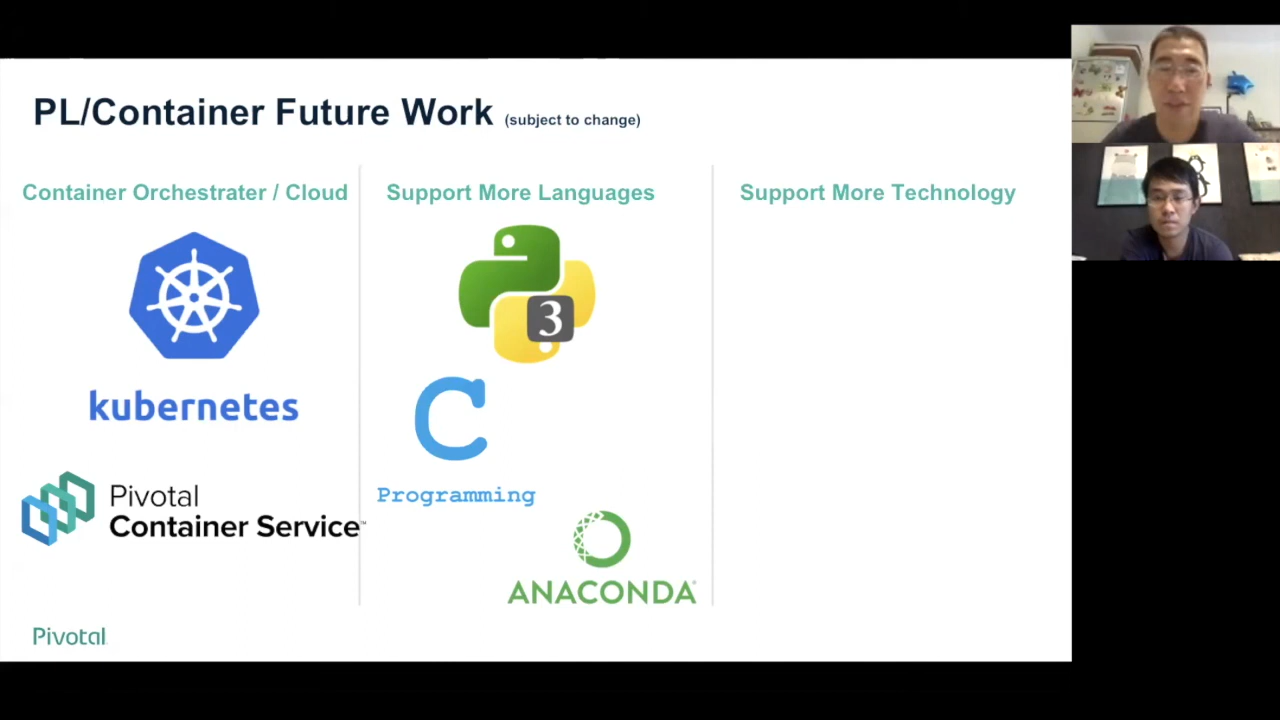 PL/Container Future Work (subject to change)
Container Orchestrater / Cloud
Support More Languages
Support More Technology
kubernetes
Pivotal
Container Service™
3
C
Programming
ANACONDA®
Pivotal